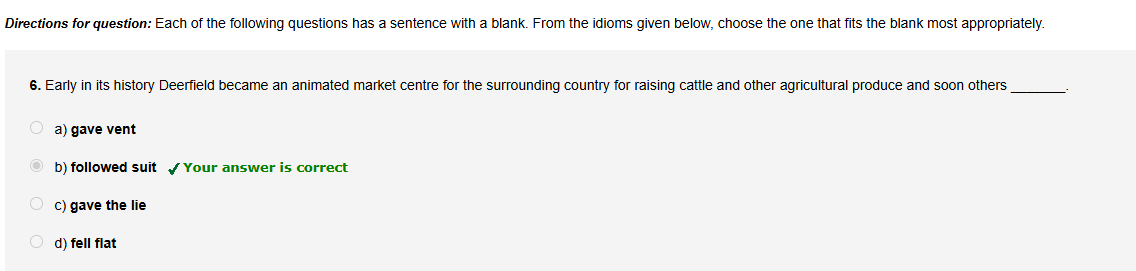 Directions for question: Each of the following questions has a sentence with a blank. From the idioms given below, choose the one that fits the blank most appropriately.
6. Early in its history Deerfield became an animated market centre for the surrounding country for raising cattle and other agricultural produce and soon others _______.
a) gave vent
b) followed suit ✓Your answer is correct
c) gave the lie
d) fell flat